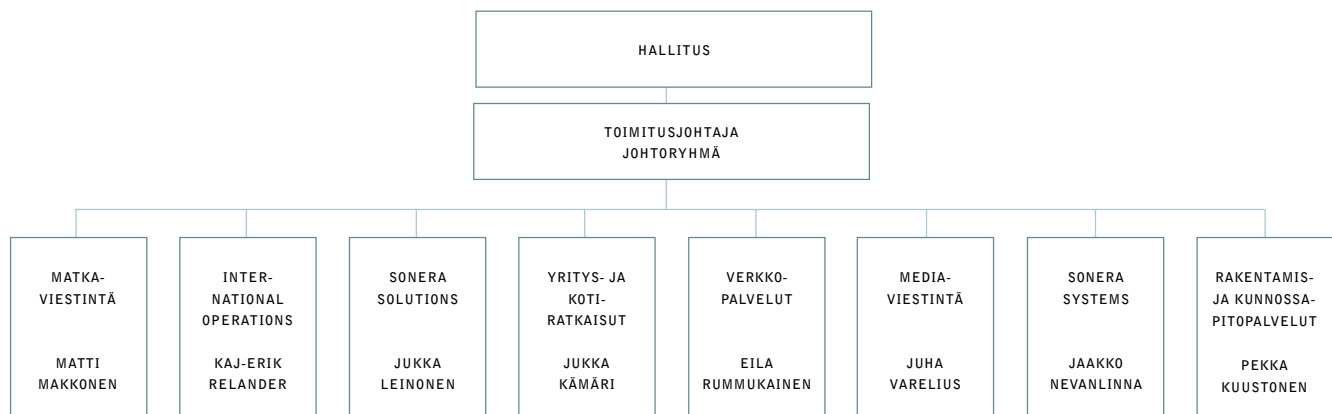 HALLITUS
TOIMITUSJOHTAJA
JOHTORYHMÄ
MATKA-
VIESTINTÄ
MATTI
MAKKONEN
INTER-
NATIONAL
OPERATIONS
KAJ-ERIK
RELANDER
SONERA
SOLUTIONS
JUKKA
LEINONEN
YRITYS- JA
KOTI-
RATKAISUT
JUKKA
KÄMÄRI
VERKKO-
PALVELUT
EILA
RUMMUKAINEN
MEDIA-
VIESTINTÄ
JUHA
VARELIUS
SONERA
SYSTEMS
JAAKKO
NEVANLINNA
RAKENTAMIS-
JA KUNNOSSA-
PITOPALVELUT
PEKKA
KUUSTONEN